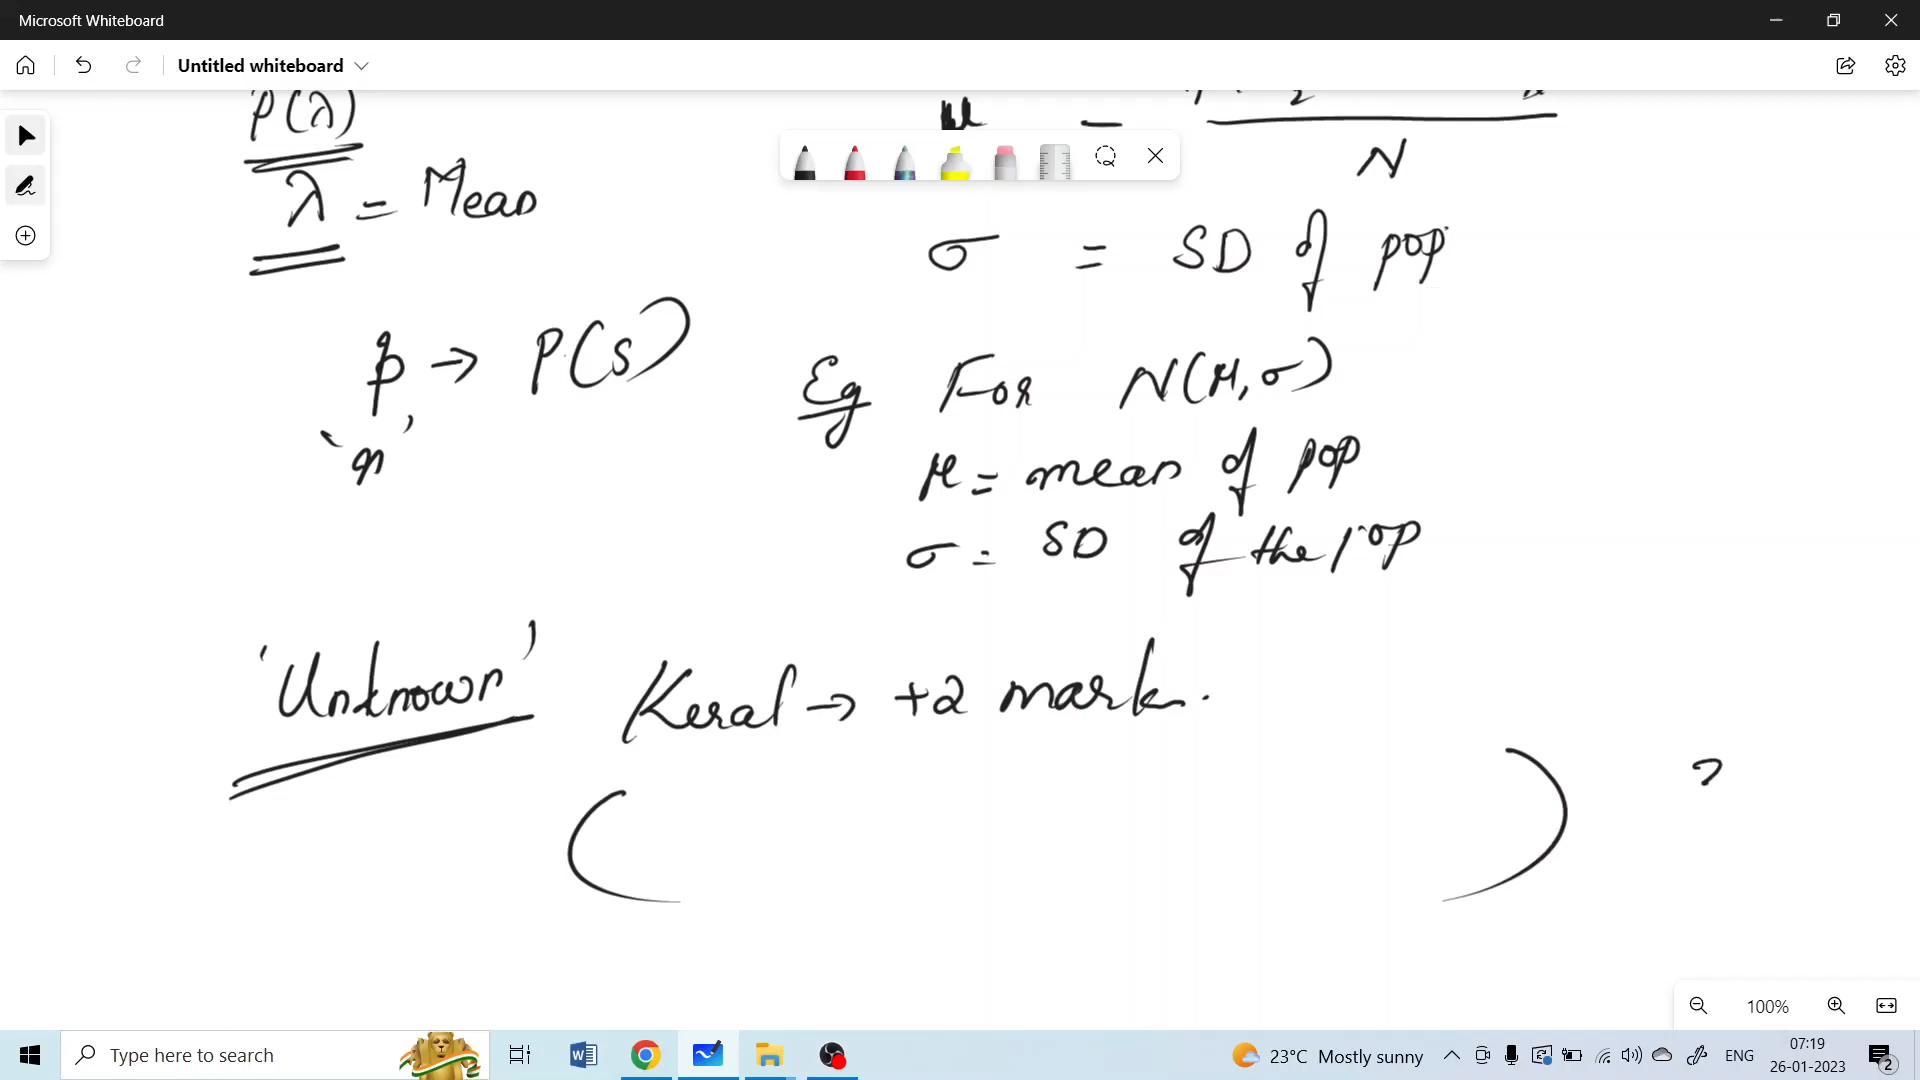 Microsoft Whiteboard
Untitled whiteboard
P(λ)
λ = Mean
μ =
N
σ = SD of pop
p → P(s)
'n'
Eg For N(μ, σ)
μ = mean of pop
σ = SD of the pop
'Unknown' Keral → +2 mark.
(                    ) ?
100%
Type here to search
23°C Mostly sunny
ENG
07:19
26-01-2023
2